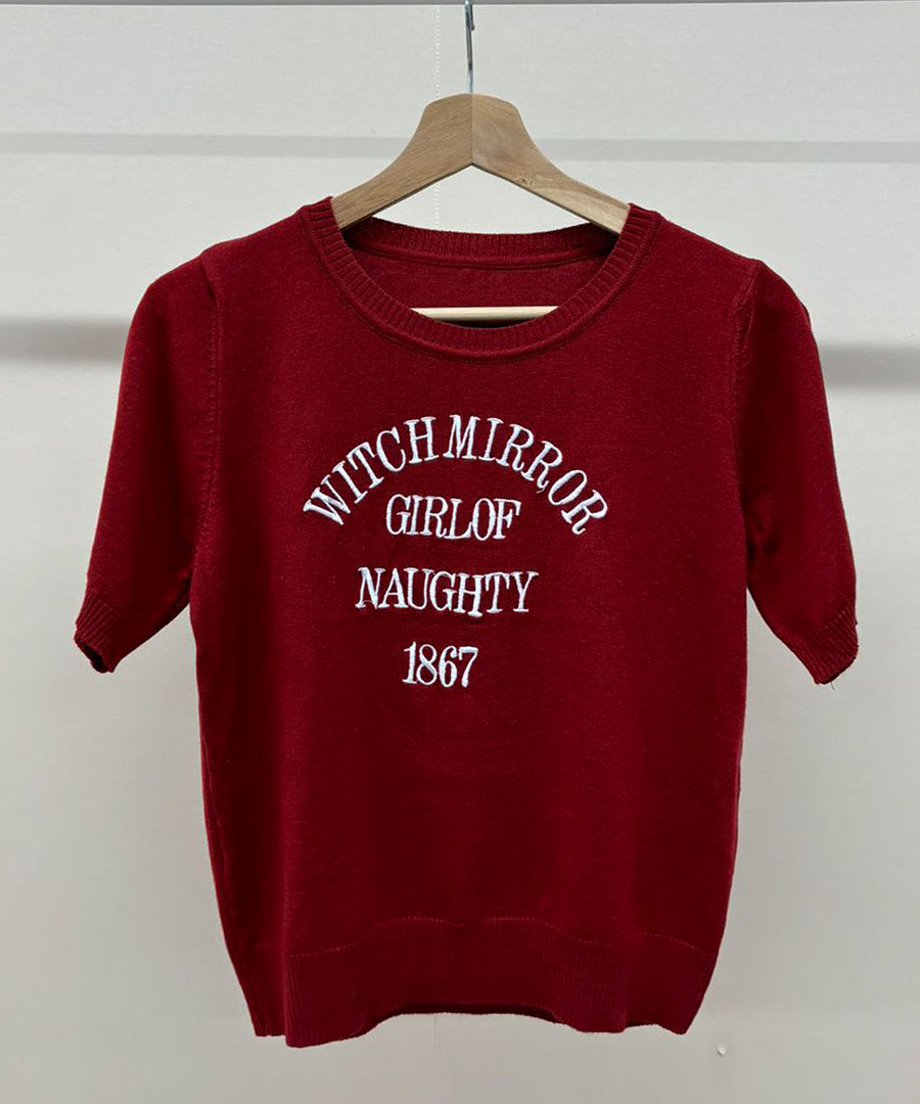 WITCH MIRROR
GIRLOF
NAUGHTY
1867